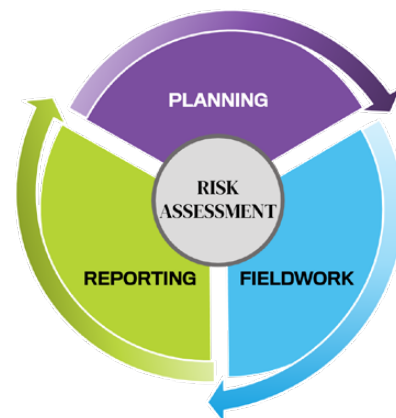 PLANNING
RISK
ASSESSMENT
REPORTING
FIELDWORK